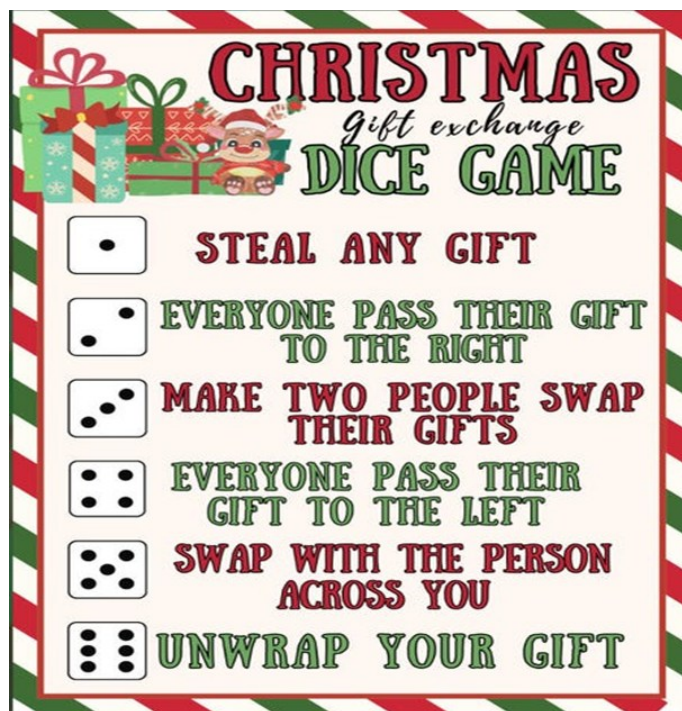 CHRISTMAS
Gift exchange
DICE GAME
STEAL ANY GIFT
EVERYONE PASS THEIR GIFT
TO THE RIGHT
MAKE TWO PEOPLE SWAP
THEIR GIFTS
EVERYONE PASS THEIR
GIFT TO THE LEFT
SWAP WITH THE PERSON
ACROSS YOU
UNWRAP YOUR GIFT